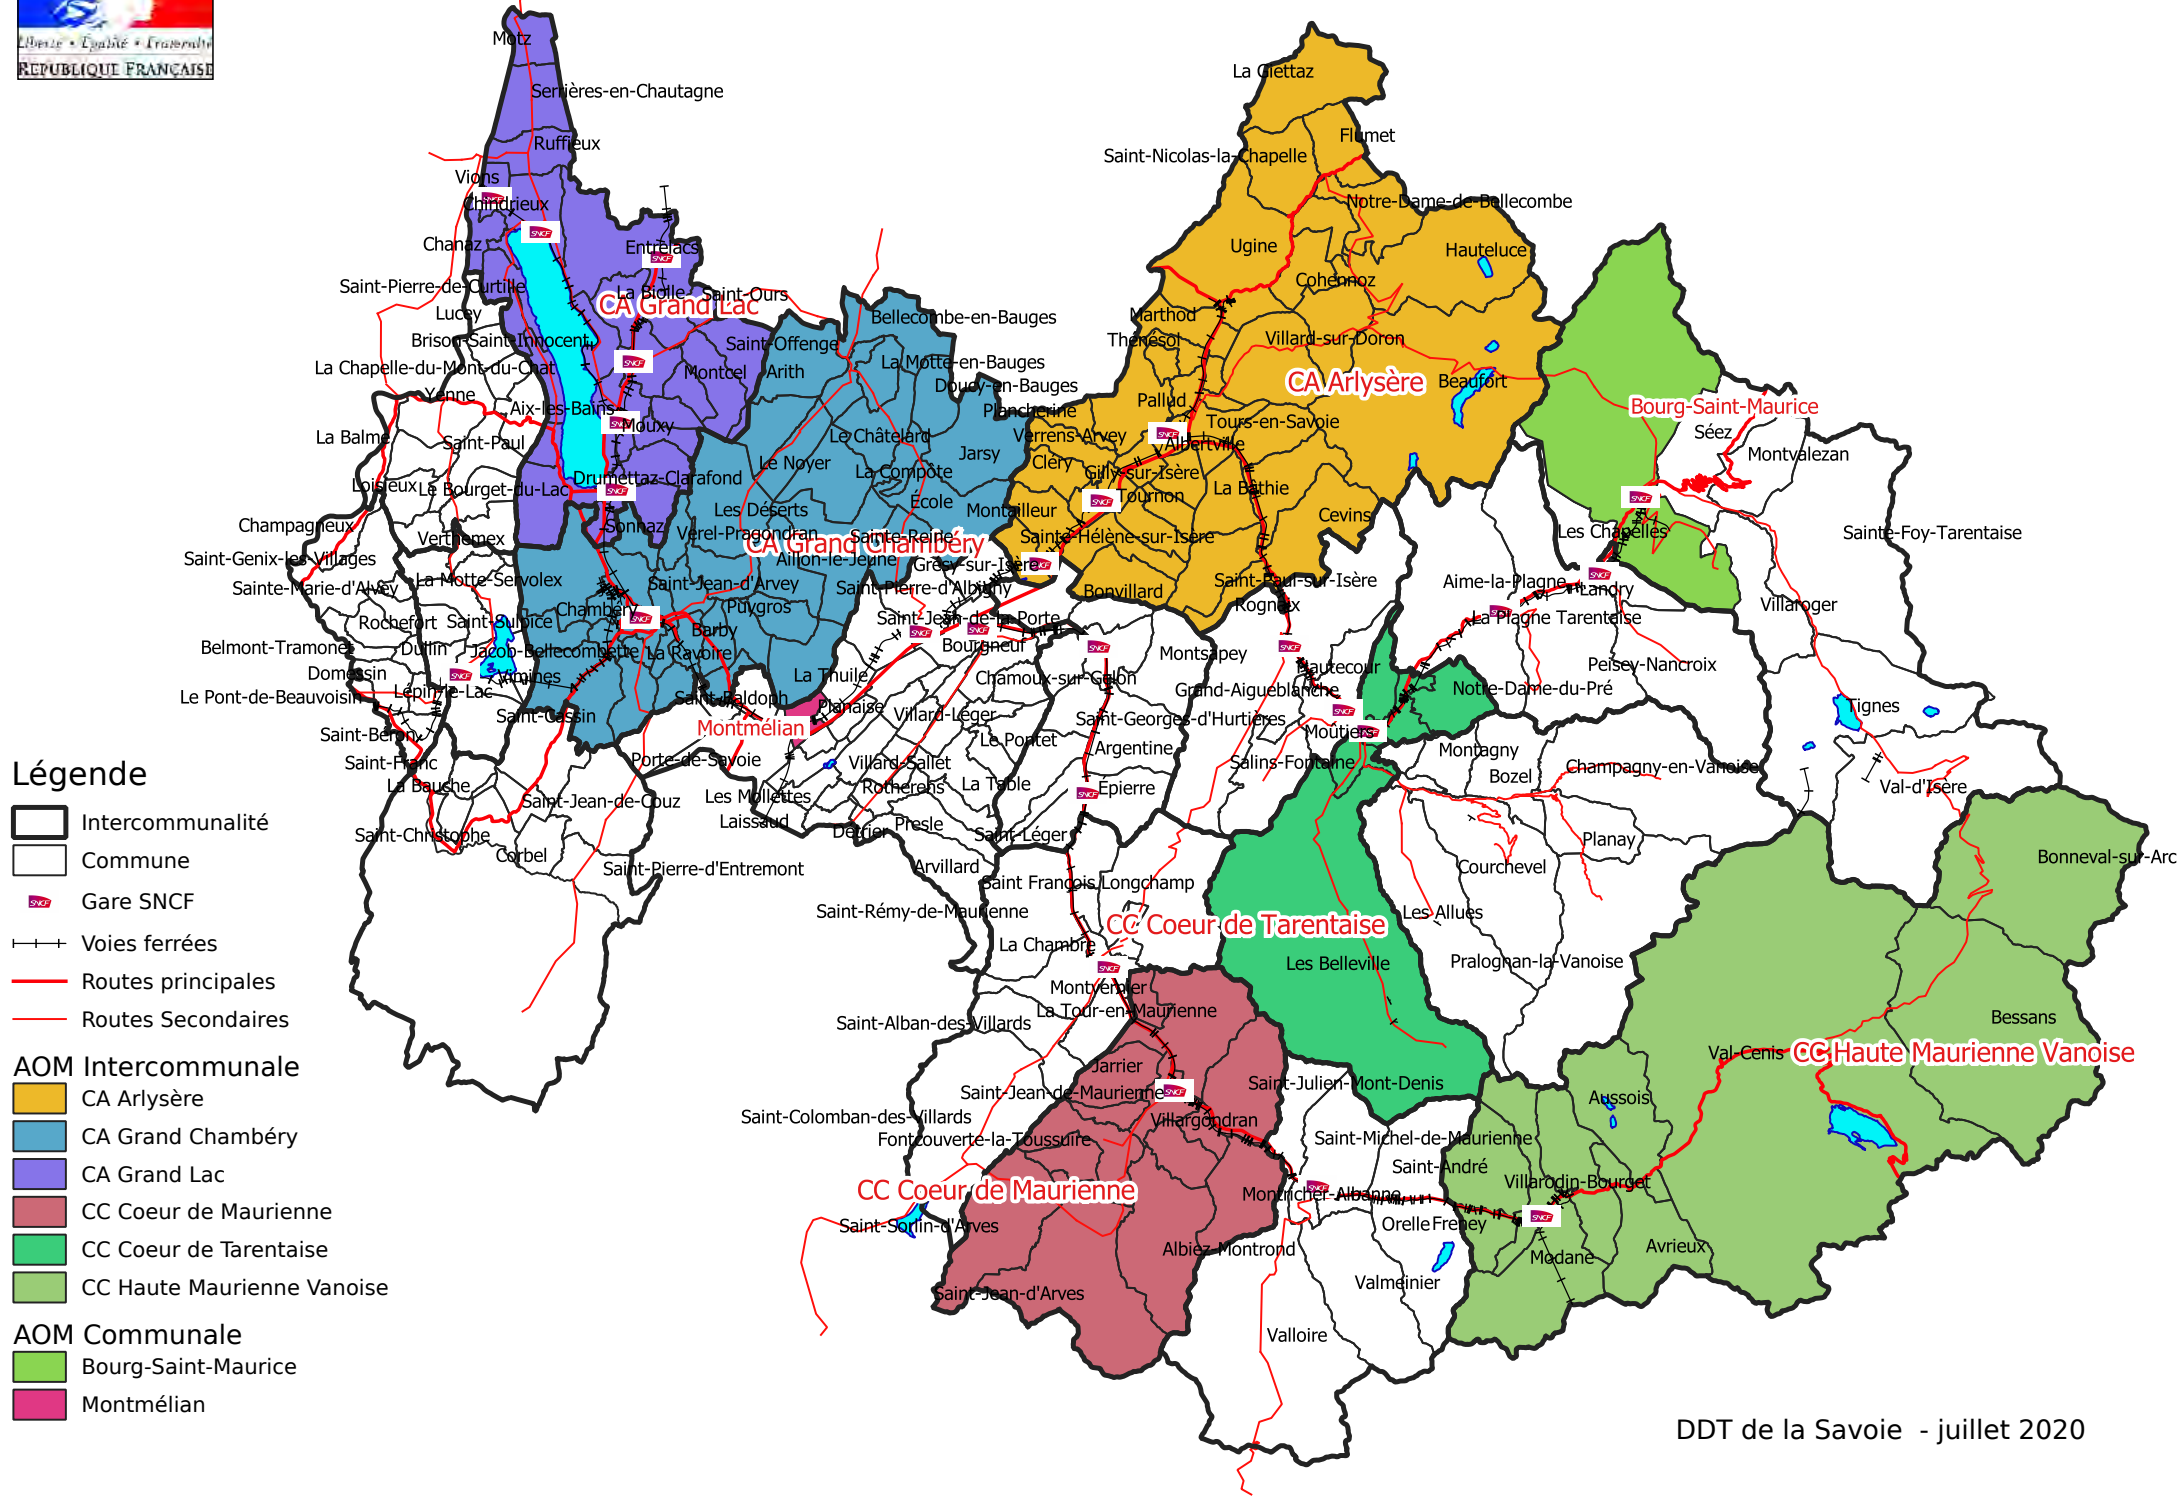 Liberté • Égalité • Fraternité
RÉPUBLIQUE FRANÇAISE
Motz
Serrières-en-Chautagne
Ruffieux
Vions
Chindrieux
Chanaz
Entrelacs
Saint-Pierre-de-Curtille
La Biolle
Saint-Ours
CA Grand Lac
Lucey
Brison-Saint-Innocent
Saint-Offenge
La Chapelle-du-Mont-du-Chat
Montcel
Arith
Yenne
Aix-les-Bains
Mouxy
La Balme
Saint-Paul
Loisieux
Le Bourget-du-Lac
Drumettaz-Clarafond
Champagneux
Verthemex
Sonnaz
Verel-Pragondran
Saint-Genix-les-Villages
Sainte-Marie-d'Alvey
La Motte-Servolex
Rochefort
Saint-Sulpice
Chambéry
Belmont-Tramonet
Dullin
Jacob-Bellecombette
La Ravoire
Barby
Domessin
Lépin-le-Lac
Vimines
Le Pont-de-Beauvoisin
Saint-Cassin
Saint-Baldoph
Saint-Béron
Saint-Franc
La Bauche
Saint-Jean-de-Couz
Saint-Christophe
Corbel
Saint-Pierre-d'Entremont
Porte-de-Savoie
Montmélian
Les Mollettes
Laissaud
Bellecombe-en-Bauges
La Motte-en-Bauges
Doucy-en-Bauges
Le Châtelard
Le Noyer
La Compôte
Jarsy
Ecole
Les Déserts
Sainte-Reine
CA Grand Chambéry
Aillon-le-Jeune
Saint-Jean-d'Arvey
Puygros
La Thuile
Planaise
Saint-Pierre-d'Albigny
Saint-Jean-de-la-Porte
Bourgneuf
Chamoux-sur-Gelon
Villard-Léger
Le Pontet
Villard-Sallet
Rotherens
La Table
Détrier
Presle
Saint-Léger
Arvillard
La Giettaz
Flumet
Saint-Nicolas-la-Chapelle
Notre-Dame-de-Bellecombe
Ugine
Hauteluce
Cohennoz
Marthod
Thénésol
Villard-sur-Doron
CA Arlysère
Beaufort
Pallud
Plancherine
Verrens-Arvey
Tours-en-Savoie
Albertville
Cléry
Gilly-sur-Isère
Tournon
La Bâthie
Montailleur
Cevins
Sainte-Hélène-sur-Isère
Grésy-sur-Isère
Bonvillard
Saint-Paul-sur-Isère
Rognaix
Bourg-Saint-Maurice
Séez
Montvalezan
Sainte-Foy-Tarentaise
Les Chapelles
Aime-la-Plagne
Landry
Villaroger
La Plagne Tarentaise
Peisey-Nancroix
Montsapey
Hautecour
Grand-Aigueblanche
Notre-Dame-du-Pré
Saint-Georges-d'Hurtières
Moûtiers
Tignes
Argentine
Salins-Fontaine
Montagny
Bozel
Champagny-en-Vanoise
Val-d'Isère
Epierre
Planay
Courchevel
Bonneval-sur-Arc
Saint François Longchamp
Les Allues
Saint-Rémy-de-Maurienne
CC Coeur de Tarentaise
La Chambre
Les Belleville
Pralognan-la-Vanoise
Montvernier
La Tour-en-Maurienne
Saint-Alban-des-Villards
Bessans
Val-Cenis
CC Haute Maurienne Vanoise
Jarrier
Saint-Julien-Mont-Denis
Saint-Jean-de-Maurienne
Aussois
Saint-Colomban-des-Villards
Villargondran
Fontcouverte-la-Toussuire
Saint-Michel-de-Maurienne
Saint-André
CC Coeur de Maurienne
Montricher-Albanne
Villarodin-Bourget
Saint-Sorlin-d'Arves
Orelle
Freney
Albiez-Montrond
Modane
Avrieux
Valmeinier
Saint-Jean-d'Arves
Valloire
Légende
Intercommunalité
Commune
SNCF Gare SNCF
Voies ferrées
Routes principales
Routes Secondaires
AOM Intercommunale
CA Arlysère
CA Grand Chambéry
CA Grand Lac
CC Coeur de Maurienne
CC Coeur de Tarentaise
CC Haute Maurienne Vanoise
AOM Communale
Bourg-Saint-Maurice
Montmélian
DDT de la Savoie - juillet 2020